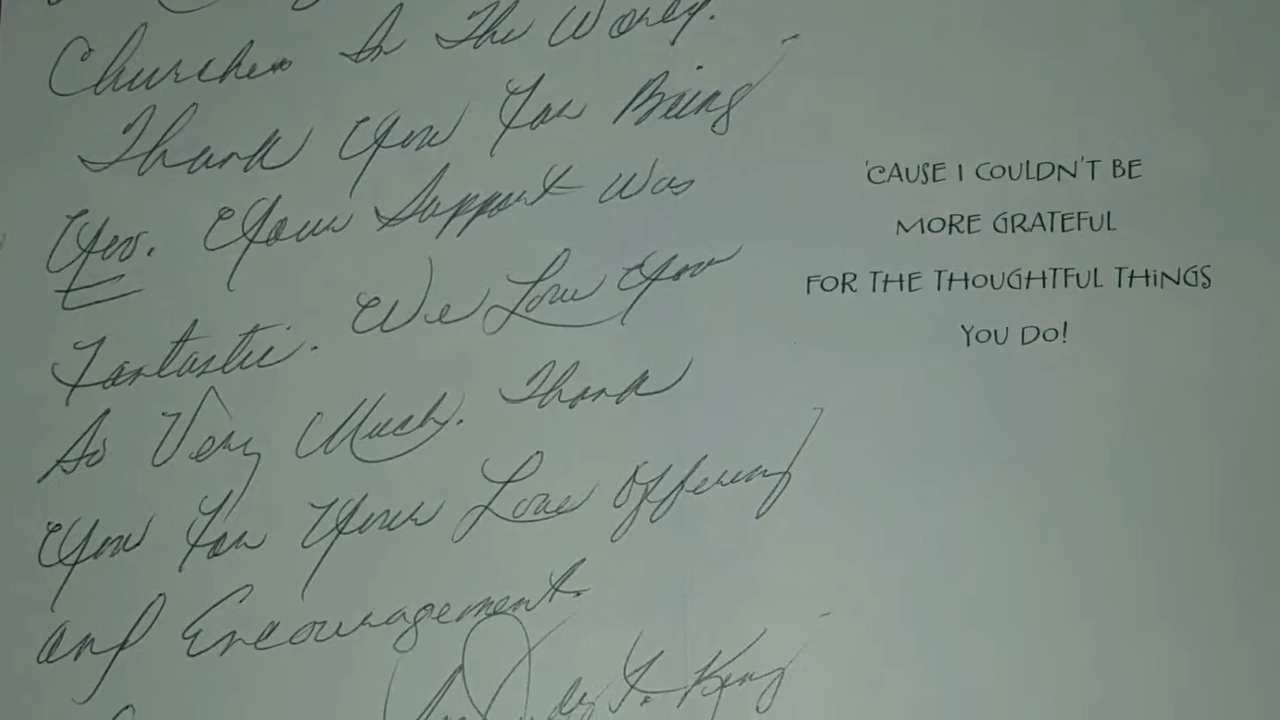 Churches In The World.
Thank You For Being
You. Your Support Was
Fantastic. We Love You
So Very Much. Thank
You For Your Love Offering
and Encouragement.
F. King
'CAUSE I COULDN'T BE
MORE GRATEFUL
FOR THE THOUGHTFUL THINGS
YOU DO!